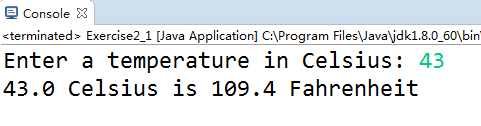 Console
<terminated> Exercise2_1 [Java Application] C:\Program Files\Java\jdk1.8.0_60\bin\
Enter a temperature in Celsius: 43
43.0 Celsius is 109.4 Fahrenheit